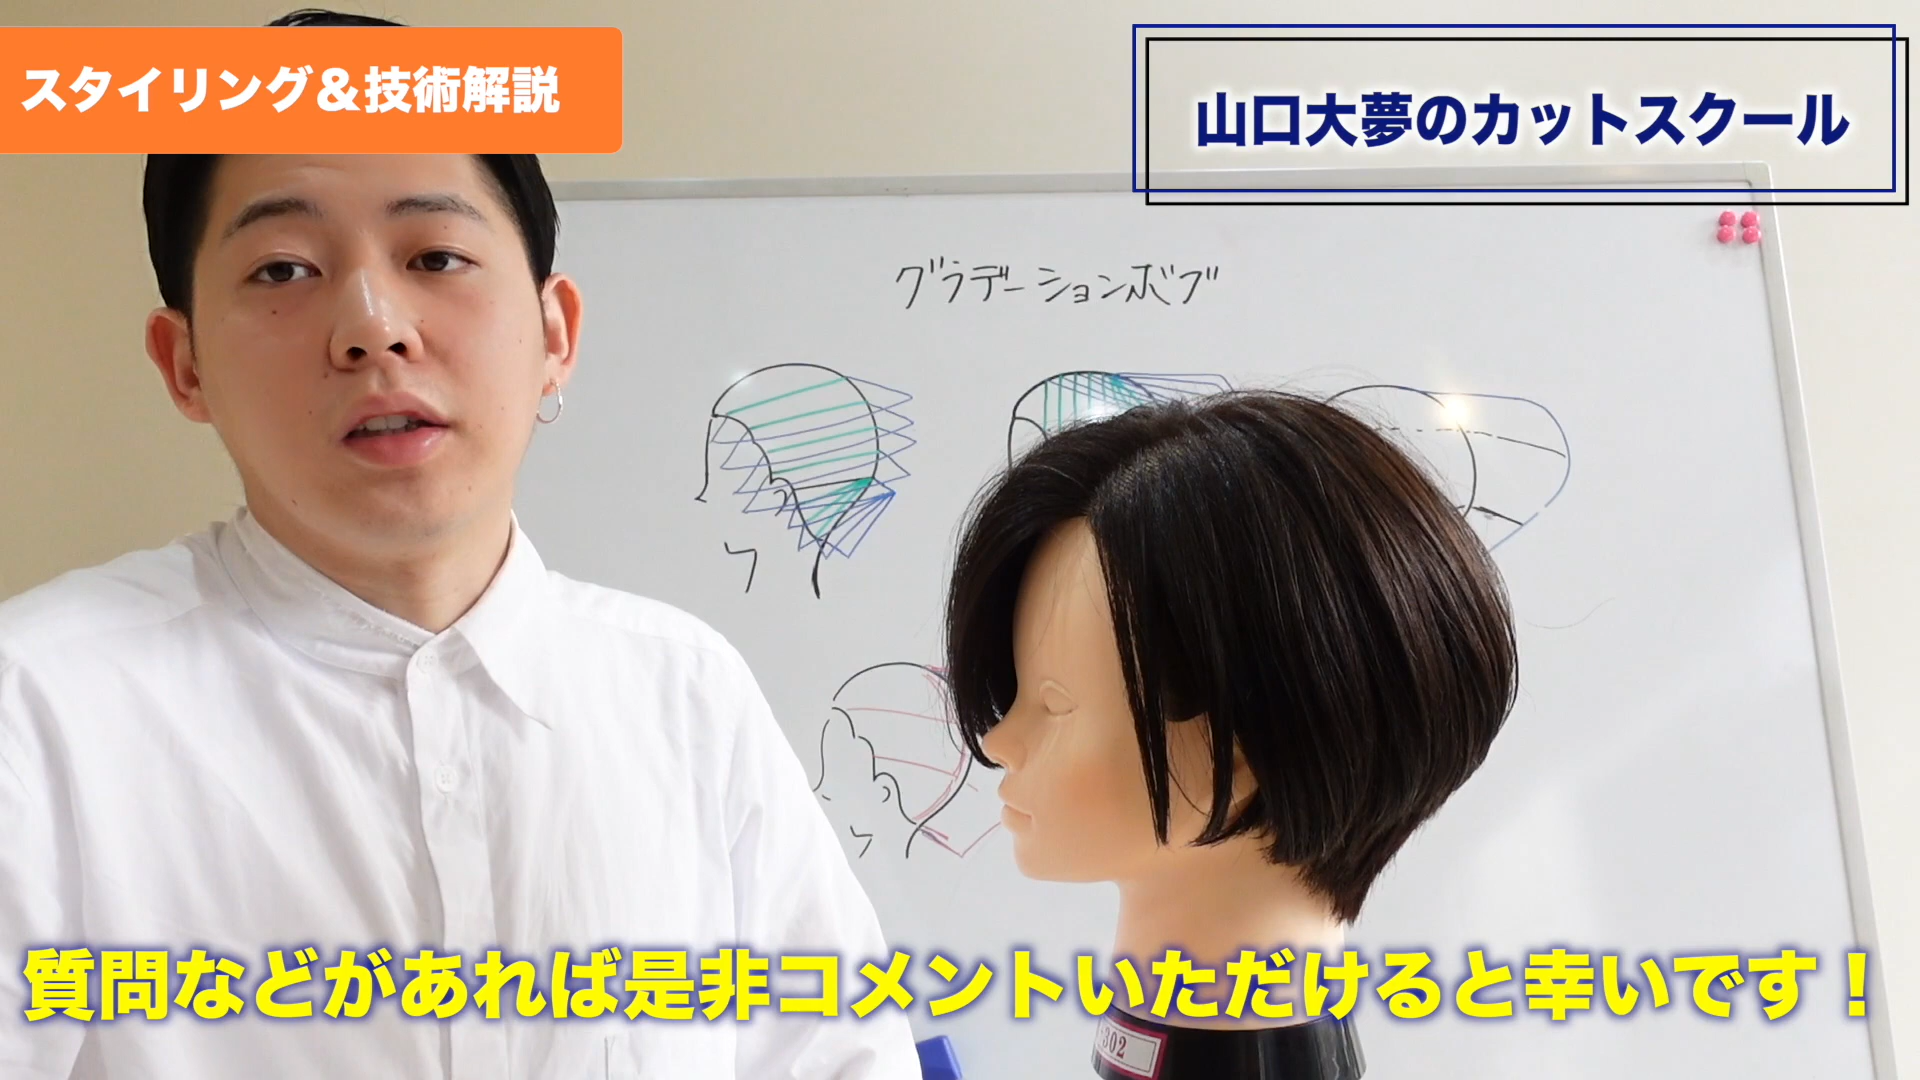 スタイリング&技術解説
山口大夢のカットスクール
グラデーションボブ
質問などがあれば是非コメントいただけると幸いです！
302